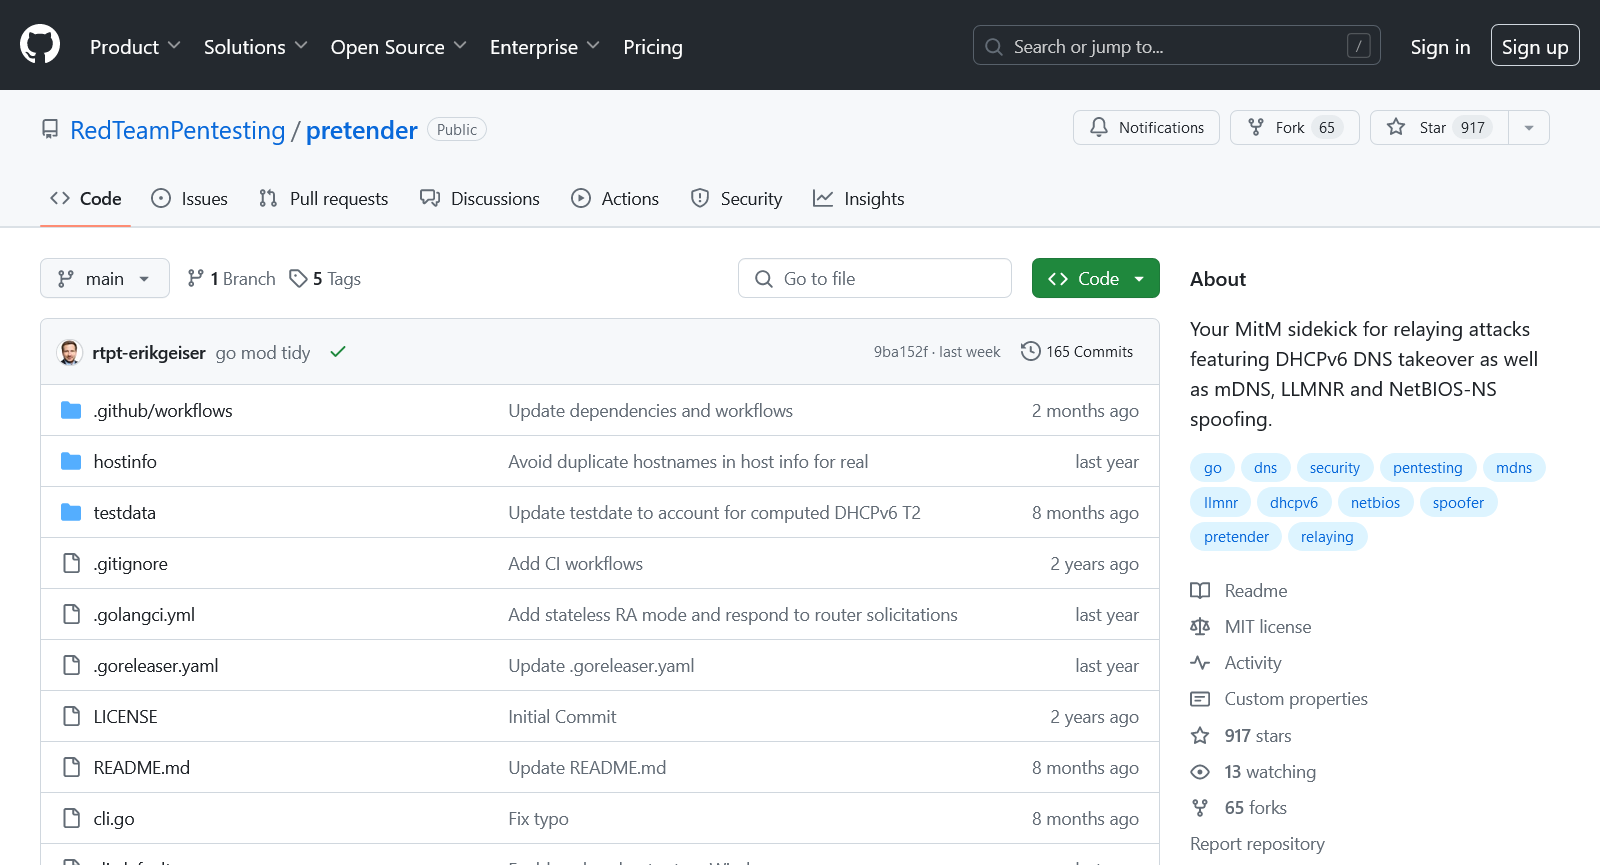 Product Solutions Open Source Enterprise Pricing Search or jump to... / Sign in Sign up
RedTeamPentesting / pretender Public Notifications Fork 65 Star 917
Code Issues Pull requests Discussions Actions Security Insights
main 1 Branch 5 Tags Go to file Code
rtpt-erikgeiser go mod tidy 9ba152f · last week 165 Commits
.github/workflows Update dependencies and workflows 2 months ago
hostinfo Avoid duplicate hostnames in host info for real last year
testdata Update testdate to account for computed DHCPv6 T2 8 months ago
.gitignore Add CI workflows 2 years ago
.golangci.yml Add stateless RA mode and respond to router solicitations last year
.goreleaser.yaml Update .goreleaser.yaml last year
LICENSE Initial Commit 2 years ago
README.md Update README.md 8 months ago
cli.go Fix typo 8 months ago
About
Your MitM sidekick for relaying attacks
featuring DHCPv6 DNS takeover as well
as mDNS, LLMNR and NetBIOS-NS
spoofing.
go dns security pentesting mdns
llmnr dhcpv6 netbios spoofer
pretender relaying
Readme
MIT license
Activity
Custom properties
917 stars
13 watching
65 forks
Report repository